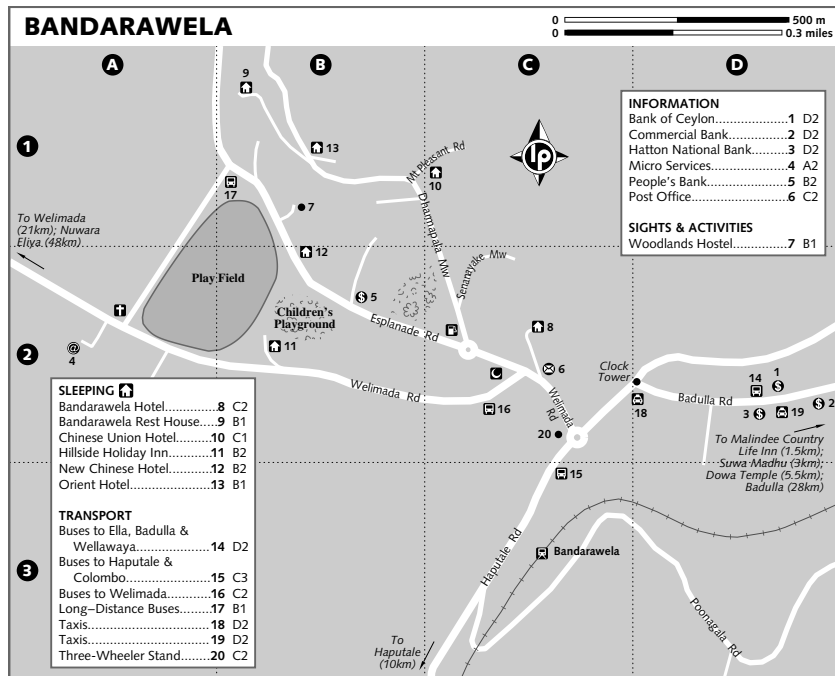 BANDARAWELA
0 500 m
0 0.3 miles
A B C D
9
1
13
Mt Pleasant Rd
10
17
7
Dharmapala Mw
To Welimada
(21km); Nuwara
Eliya (48km)
12
Senanayake Mw
Play Field
5
Children's
Playground
Esplanade Rd
8
2
@
4
11
6
Clock
Tower
14 1
Welimada Rd
16
Welimada
Rd
18
Badulla Rd
3 19 2
20
To Malindee Country
Life Inn (1.5km);
Suwa Madhu (3km);
Dowa Temple (5.5km);
Badulla (28km)
15
Haputale Rd
Bandarawela
3
Poonagala Rd
To
Haputale
(10km)
lp
INFORMATION
Bank of Ceylon.....................1 D2
Commercial Bank................2 D2
Hatton National Bank..........3 D2
Micro Services.....................4 A2
People's Bank......................5 B2
Post Office...........................6 C2
SIGHTS & ACTIVITIES
Woodlands Hostel................7 B1
SLEEPING
Bandarawela Hotel...............8 C2
Bandarawela Rest House......9 B1
Chinese Union Hotel..........10 C1
Hillside Holiday Inn............11 B2
New Chinese Hotel.............12 B2
Orient Hotel.......................13 B1
TRANSPORT
Buses to Ella, Badulla &
Wellawaya......................14 D2
Buses to Haputale &
Colombo........................15 C3
Buses to Welimada.............16 C2
Long–Distance Buses..........17 B1
Taxis..................................18 D2
Taxis..................................19 D2
Three-Wheeler Stand..........20 C2